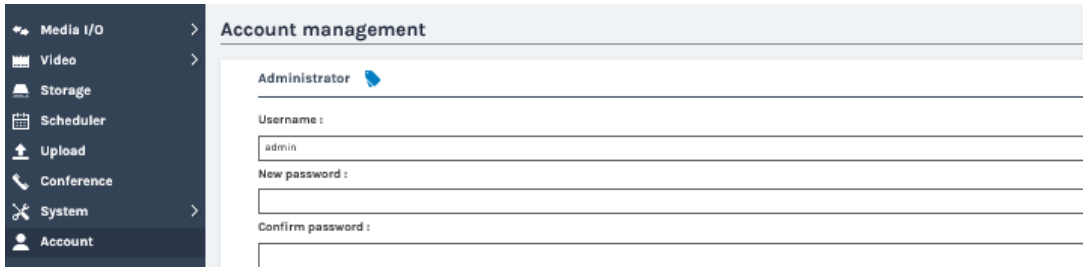 Media I/O
Video
Storage
Scheduler
Upload
Conference
System
Account
Account management
Administrator
Username :
admin
New password :
Confirm password :